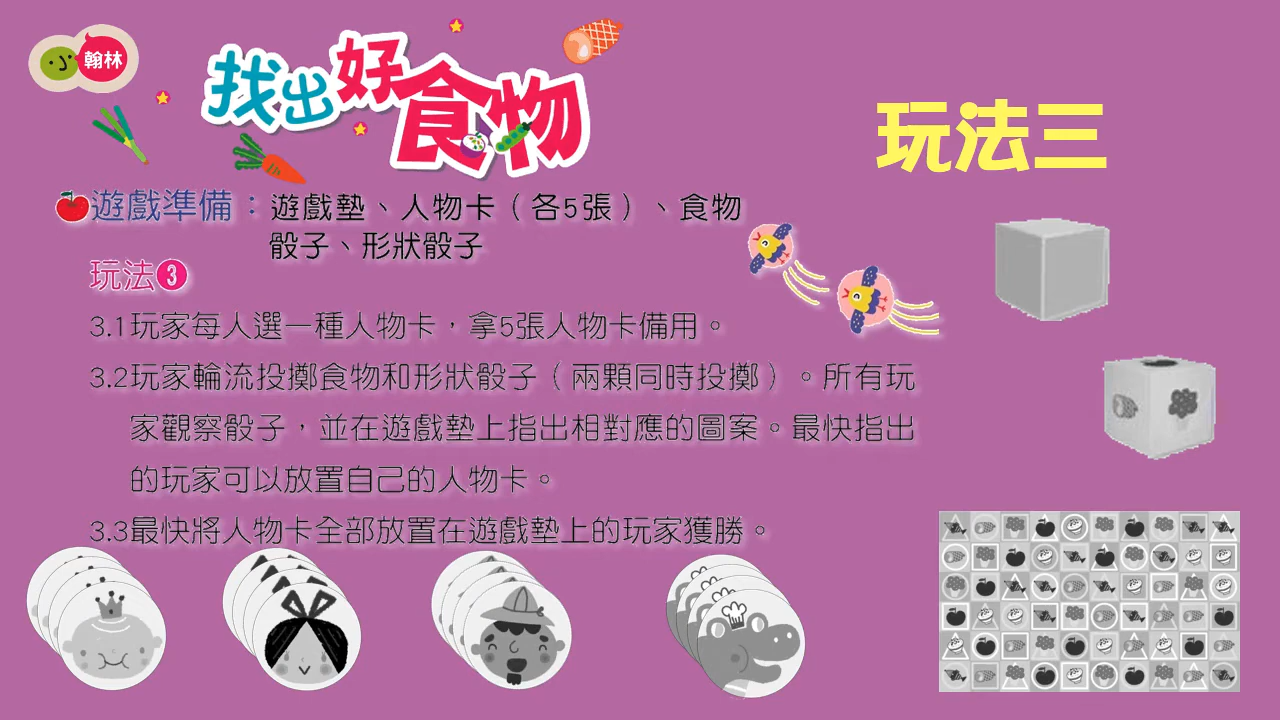 翰林
找出好食物
玩法三
遊戲準備：遊戲墊、人物卡（各5張）、食物
骰子、形狀骰子
玩法3
3.1玩家每人選一種人物卡，拿5張人物卡備用。
3.2玩家輪流投擲食物和形狀骰子（兩顆同時投擲）。所有玩
家觀察骰子，並在遊戲墊上指出相對應的圖案。最快指出
的玩家可以放置自己的人物卡。
3.3最快將人物卡全部放置在遊戲墊上的玩家獲勝。